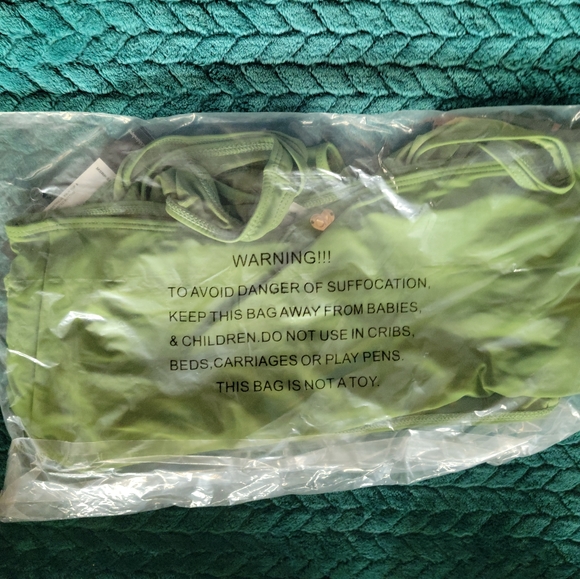 WARNING!!!
TO AVOID DANGER OF SUFFOCATION,
KEEP THIS BAG AWAY FROM BABIES,
& CHILDREN.DO NOT USE IN CRIBS,
BEDS,CARRIAGES OR PLAY PENS.
THIS BAG IS NOT A TOY.